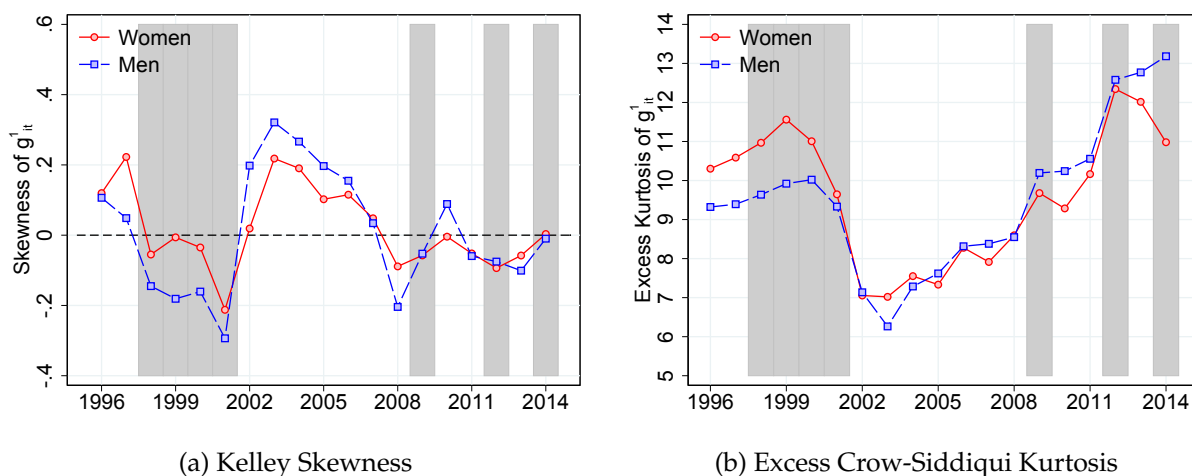 Women
Men
Skewness of g¹ᵢₜ
.6
.4
.2
0
-.2
-.4
1996 1999 2002 2005 2008 2011 2014
(a) Kelley Skewness
Women
Men
Excess Kurtosis of g¹ᵢₜ
14
13
12
11
10
9
8
7
6
5
1996 1999 2002 2005 2008 2011 2014
(b) Excess Crow-Siddiqui Kurtosis